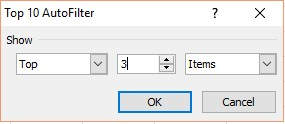 Top 10 AutoFilter ? ×
Show
Top 3 Items
OK Cancel